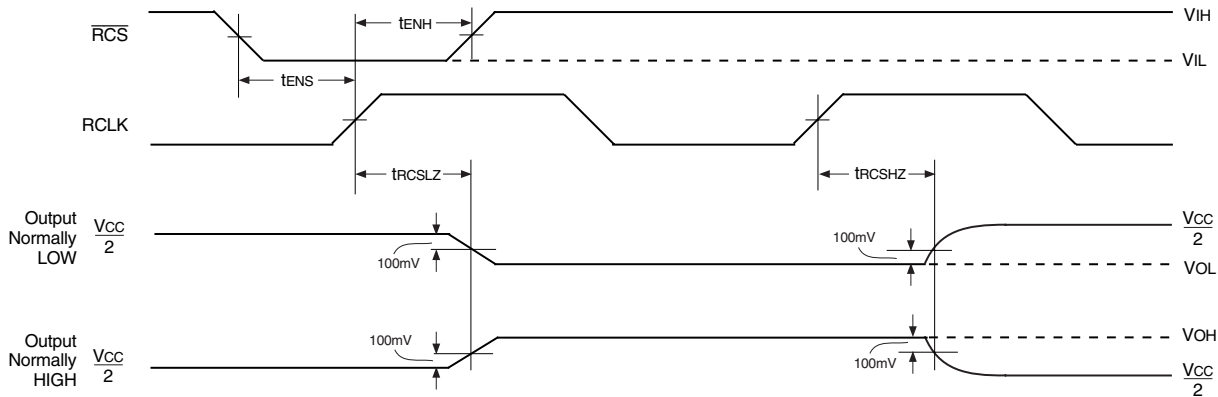 RCS
tENH
VIH
VIL
tENS
RCLK
tRCSLZ
tRCSHZ
Output
Normally
LOW
VCC
2
100mV
100mV
VCC
2
VOL
Output
Normally
HIGH
VCC
2
100mV
100mV
VOH
VCC
2